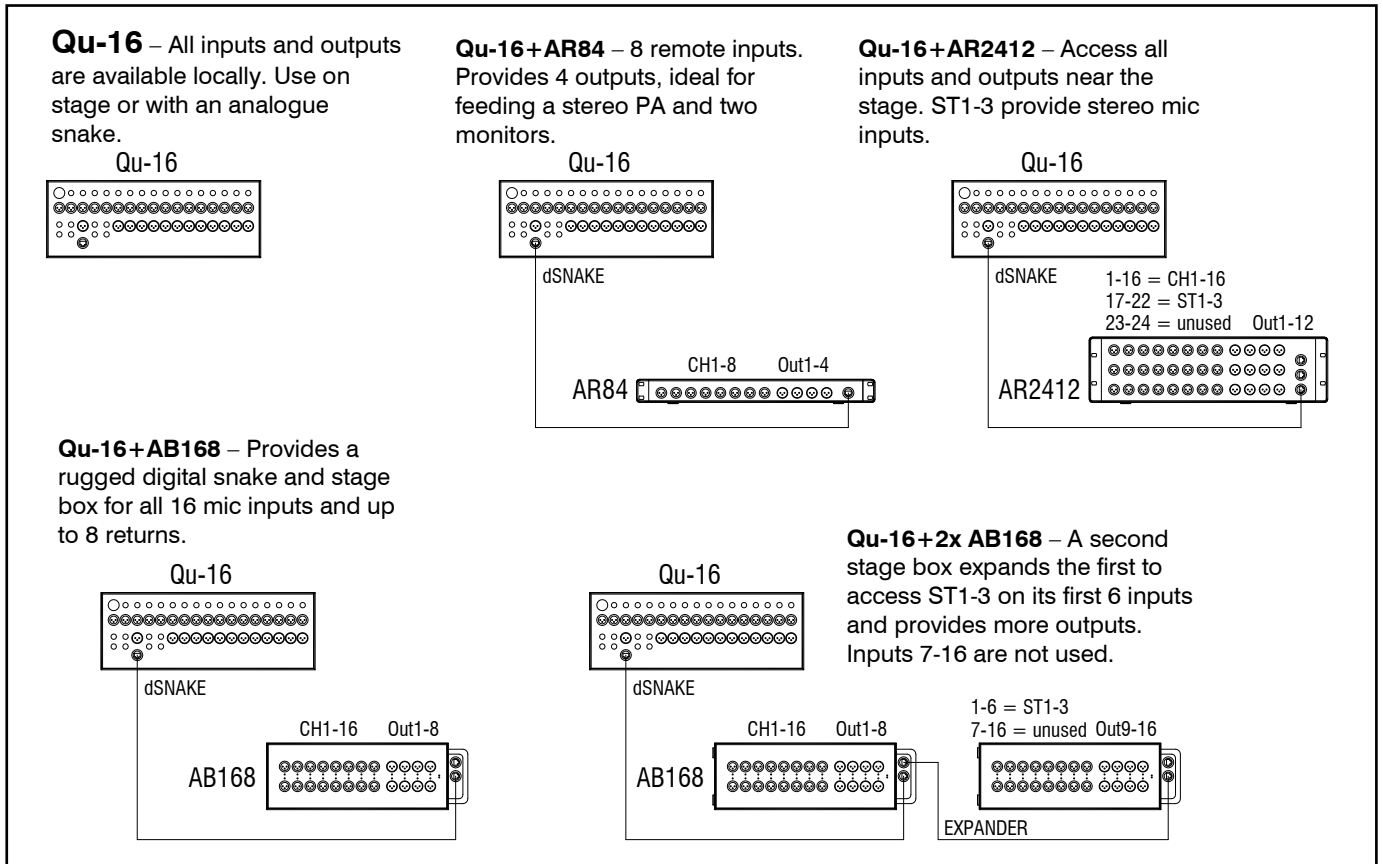 Qu-16 – All inputs and outputs
are available locally. Use on
stage or with an analogue
snake.
Qu-16
Qu-16+AR84 – 8 remote inputs.
Provides 4 outputs, ideal for
feeding a stereo PA and two
monitors.
Qu-16
dSNAKE
CH1-8 Out1-4
AR84
Qu-16+AR2412 – Access all
inputs and outputs near the
stage. ST1-3 provide stereo mic
inputs.
Qu-16
dSNAKE
1-16 = CH1-16
17-22 = ST1-3
23-24 = unused Out1-12
AR2412
Qu-16+AB168 – Provides a
rugged digital snake and stage
box for all 16 mic inputs and up
to 8 returns.
Qu-16
dSNAKE
CH1-16 Out1-8
AB168
Qu-16+2x AB168 – A second
stage box expands the first to
access ST1-3 on its first 6 inputs
and provides more outputs.
Inputs 7-16 are not used.
Qu-16
dSNAKE
CH1-16 Out1-8
AB168
1-6 = ST1-3
7-16 = unused Out9-16
EXPANDER